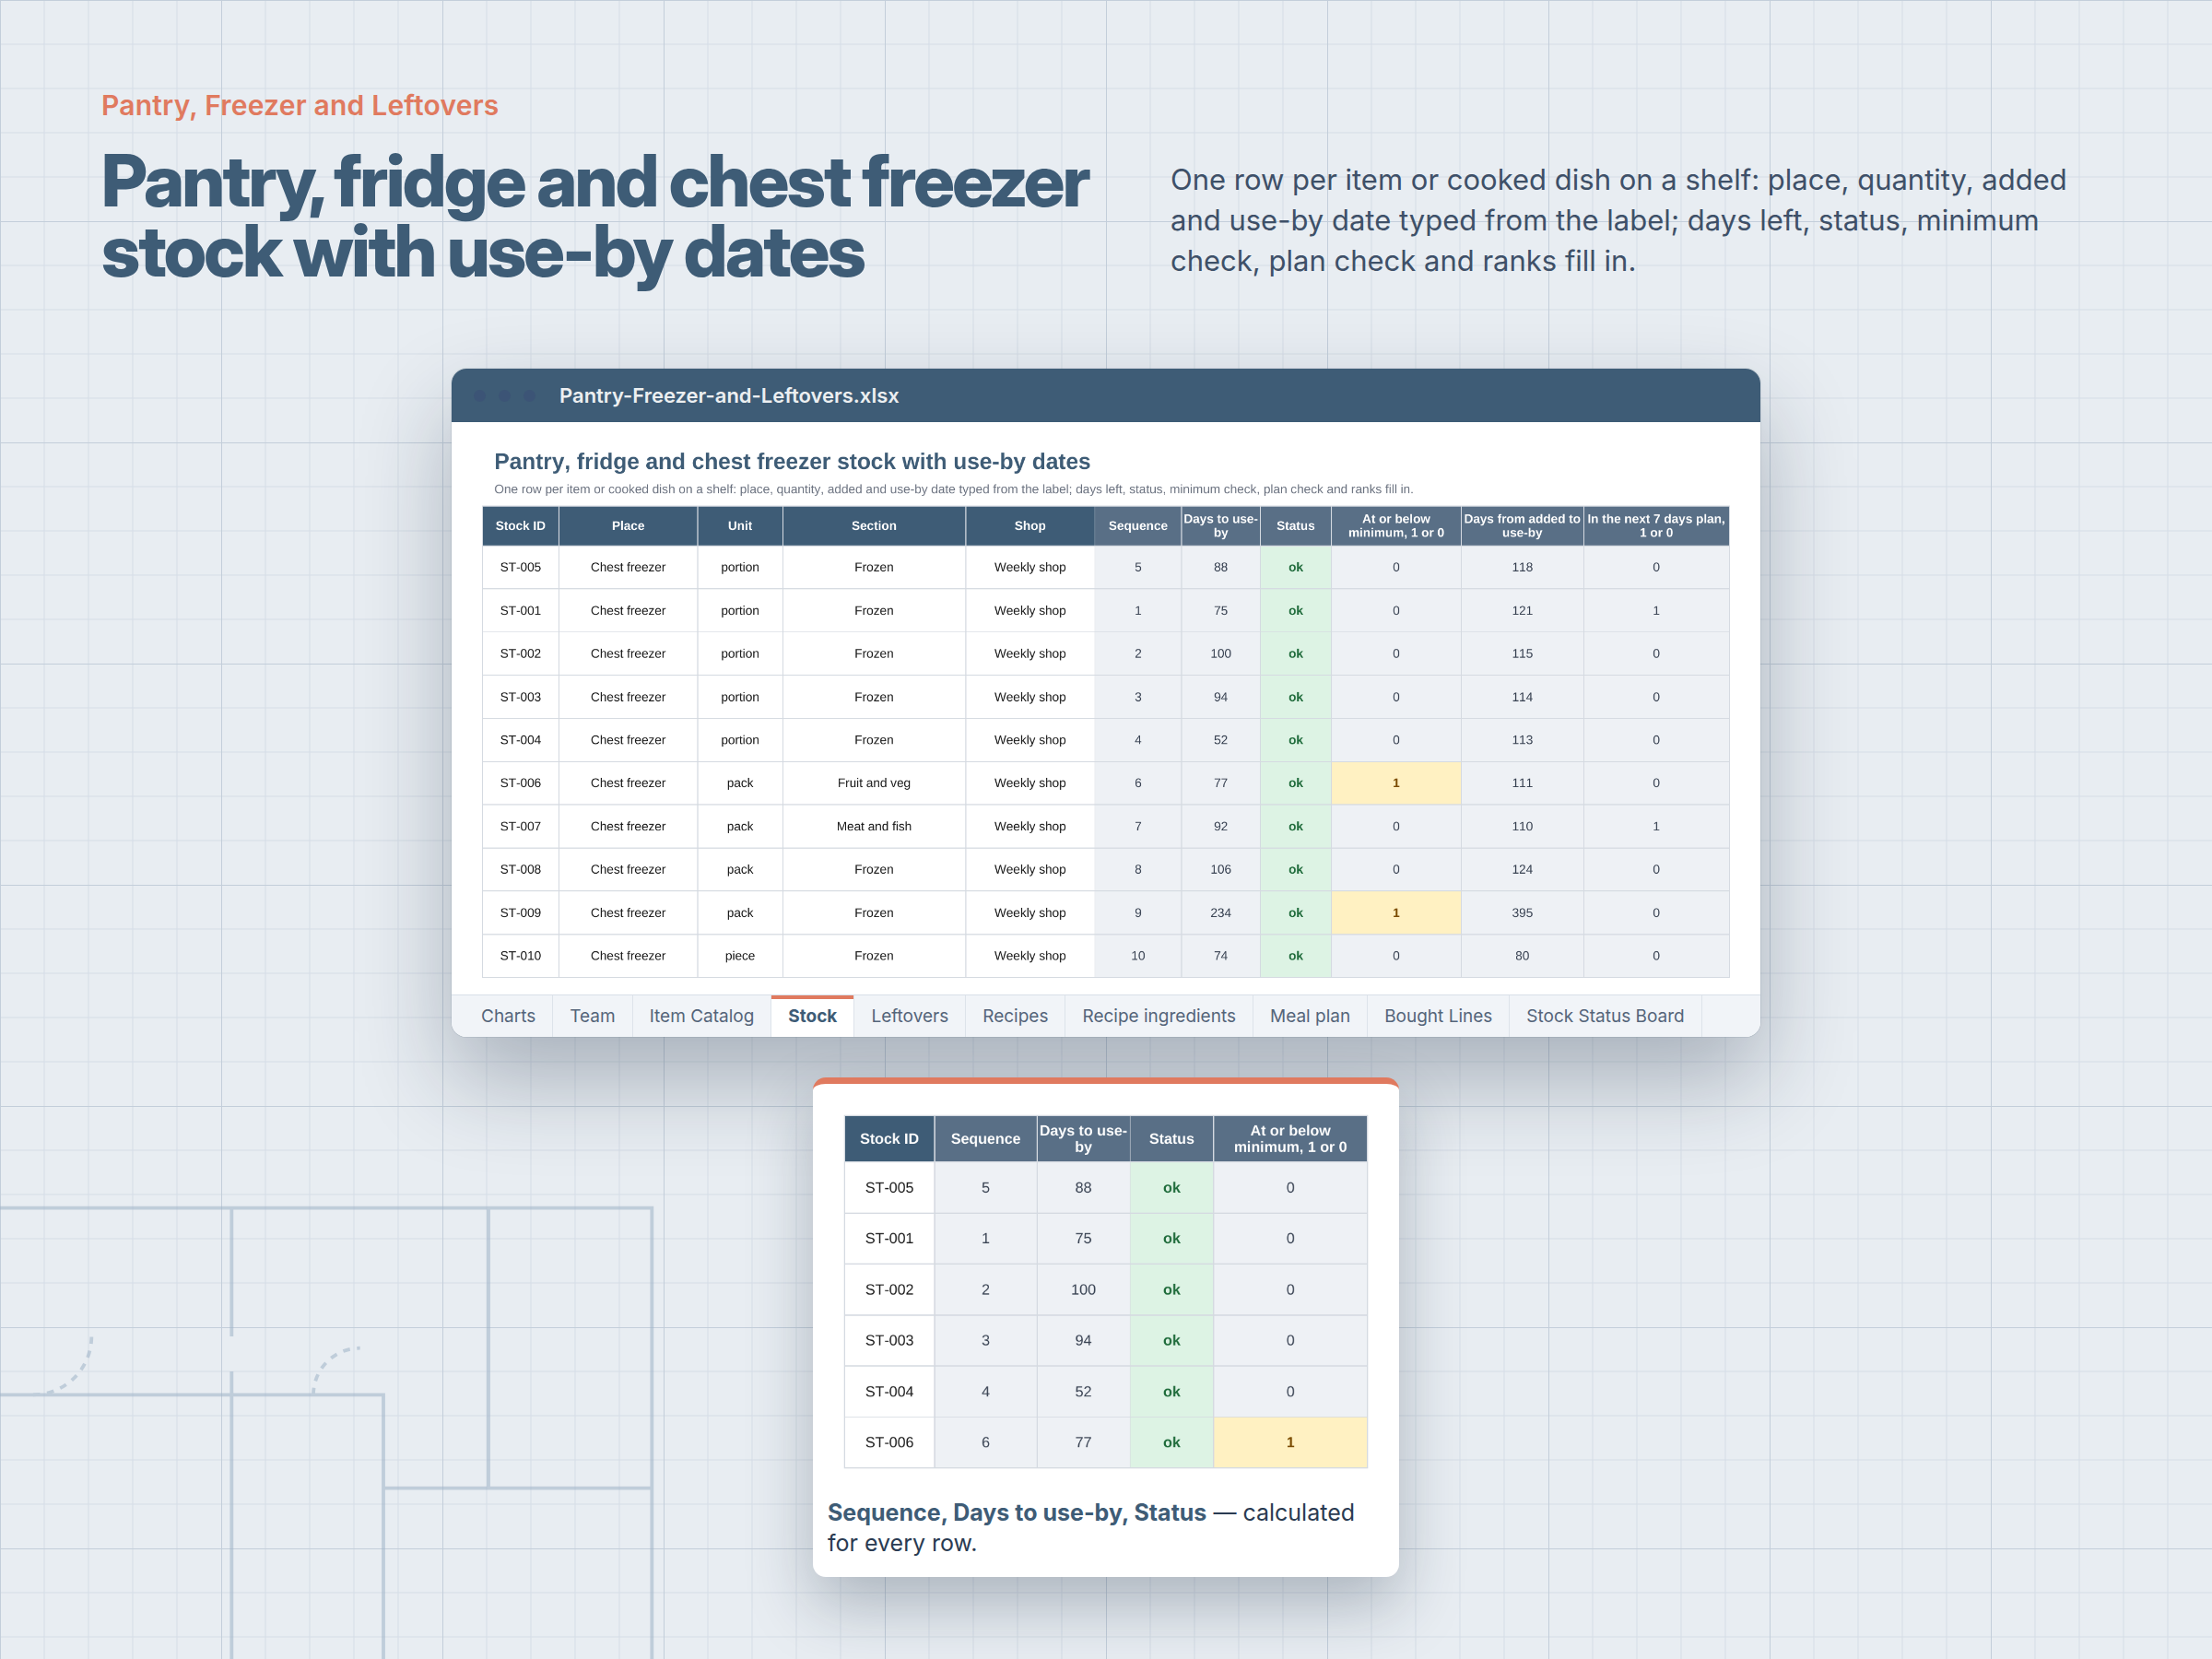 Pantry, Freezer and Leftovers
Pantry, fridge and chest freezer
stock with use-by dates
One row per item or cooked dish on a shelf: place, quantity, added
and use-by date typed from the label; days left, status, minimum
check, plan check and ranks fill in.
Pantry-Freezer-and-Leftovers.xlsx
Pantry, fridge and chest freezer stock with use-by dates
One row per item or cooked dish on a shelf: place, quantity, added and use-by date typed from the label; days left, status, minimum check, plan check and ranks fill in.
Stock ID Place Unit Section Shop Sequence Days to use-by Status At or below minimum, 1 or 0 Days from added to use-by In the next 7 days plan, 1 or 0
ST-005 Chest freezer portion Frozen Weekly shop 5 88 ok 0 118 0
ST-001 Chest freezer portion Frozen Weekly shop 1 75 ok 0 121 1
ST-002 Chest freezer portion Frozen Weekly shop 2 100 ok 0 115 0
ST-003 Chest freezer portion Frozen Weekly shop 3 94 ok 0 114 0
ST-004 Chest freezer portion Frozen Weekly shop 4 52 ok 0 113 0
ST-006 Chest freezer pack Fruit and veg Weekly shop 6 77 ok 1 111 0
ST-007 Chest freezer pack Meat and fish Weekly shop 7 92 ok 0 110 1
ST-008 Chest freezer pack Frozen Weekly shop 8 106 ok 0 124 0
ST-009 Chest freezer pack Frozen Weekly shop 9 234 ok 1 395 0
ST-010 Chest freezer piece Frozen Weekly shop 10 74 ok 0 80 0
Charts Team Item Catalog Stock Leftovers Recipes Recipe ingredients Meal plan Bought Lines Stock Status Board
Stock ID Sequence Days to use-by Status At or below minimum, 1 or 0
ST-005 5 88 ok 0
ST-001 1 75 ok 0
ST-002 2 100 ok 0
ST-003 3 94 ok 0
ST-004 4 52 ok 0
ST-006 6 77 ok 1
Sequence, Days to use-by, Status — calculated
for every row.